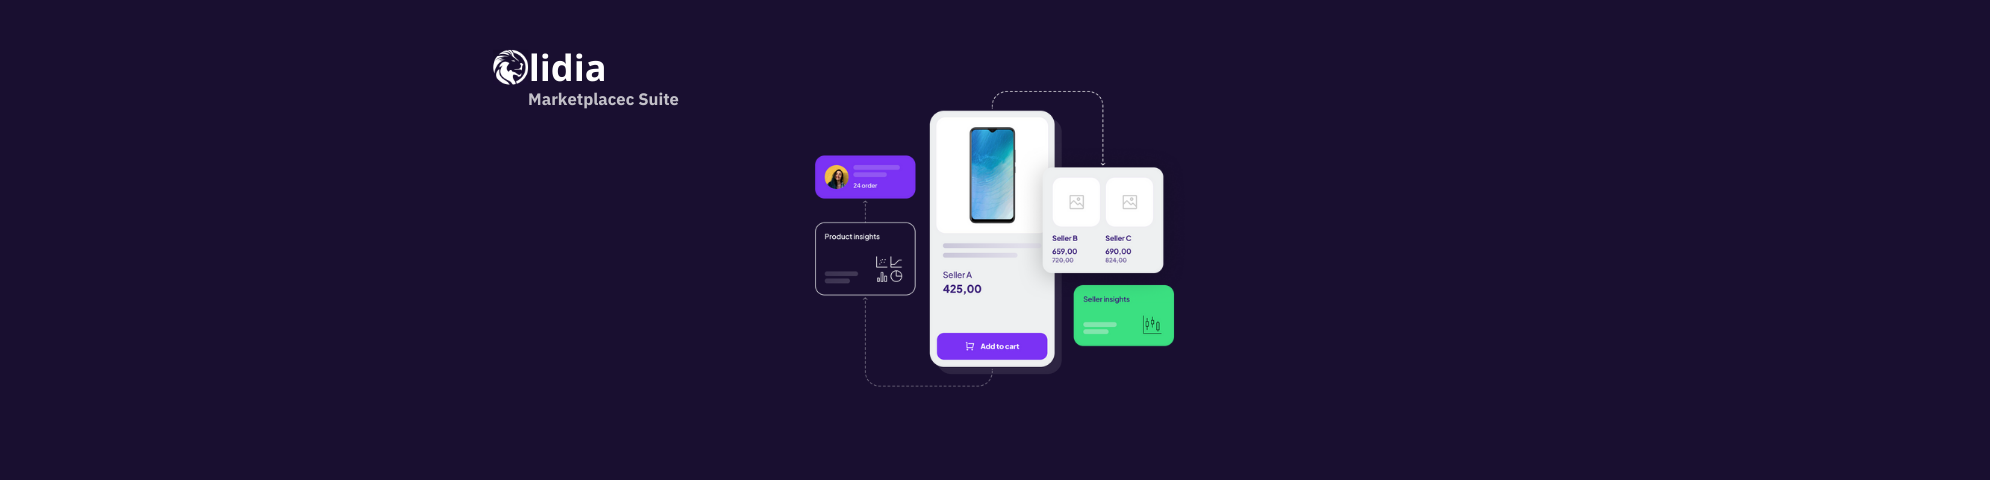 lidia
Marketplacec Suite
24 order
Product insights
Seller A
425,00
Add to cart
Seller B
659,00
720,00
Seller C
690,00
824,00
Seller insights